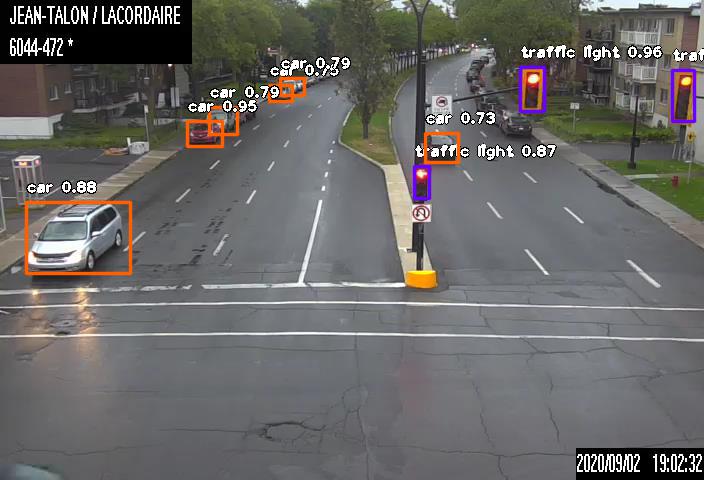 JEAN-TALON / LACORDAIRE
6044-472 *
car 0.79
car 0.75
car 0.79
car 0.95
traffic light 0.96
traf
car 0.73
traffic light 0.87
car 0.88
2020/09/02 19:02:32